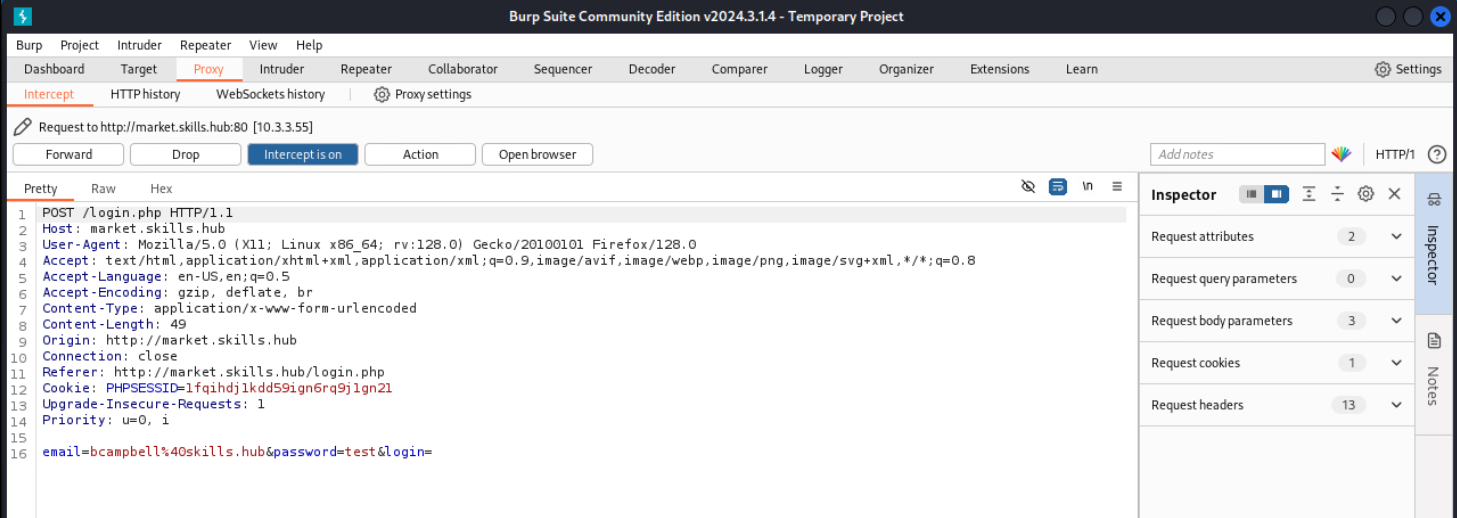 Burp Suite Community Edition v2024.3.1.4 - Temporary Project
Burp Project Intruder Repeater View Help
Dashboard Target Proxy Intruder Repeater Collaborator Sequencer Decoder Comparer Logger Organizer Extensions Learn Settings
Intercept HTTP history WebSockets history Proxy settings
Request to http://market.skills.hub:80 [10.3.3.55]
Forward Drop Intercept is on Action Open browser Add notes HTTP/1 ?
Pretty Raw Hex \n
Inspector
1 POST /login.php HTTP/1.1
2 Host: market.skills.hub
3 User-Agent: Mozilla/5.0 (X11; Linux x86_64; rv:128.0) Gecko/20100101 Firefox/128.0
4 Accept: text/html,application/xhtml+xml,application/xml;q=0.9,image/avif,image/webp,image/png,image/svg+xml,*/*;q=0.8
5 Accept-Language: en-US,en;q=0.5
6 Accept-Encoding: gzip, deflate, br
7 Content-Type: application/x-www-form-urlencoded
8 Content-Length: 49
9 Origin: http://market.skills.hub
10 Connection: close
11 Referer: http://market.skills.hub/login.php
12 Cookie: PHPSESSID=1fqihdj1kdd59ign6rq9j1gn21
13 Upgrade-Insecure-Requests: 1
14 Priority: u=0, i
15
16 email=bcampbell%40skills.hub&password=test&login=
Request attributes 2
Request query parameters 0
Request body parameters 3
Request cookies 1
Request headers 13
Inspector
Notes